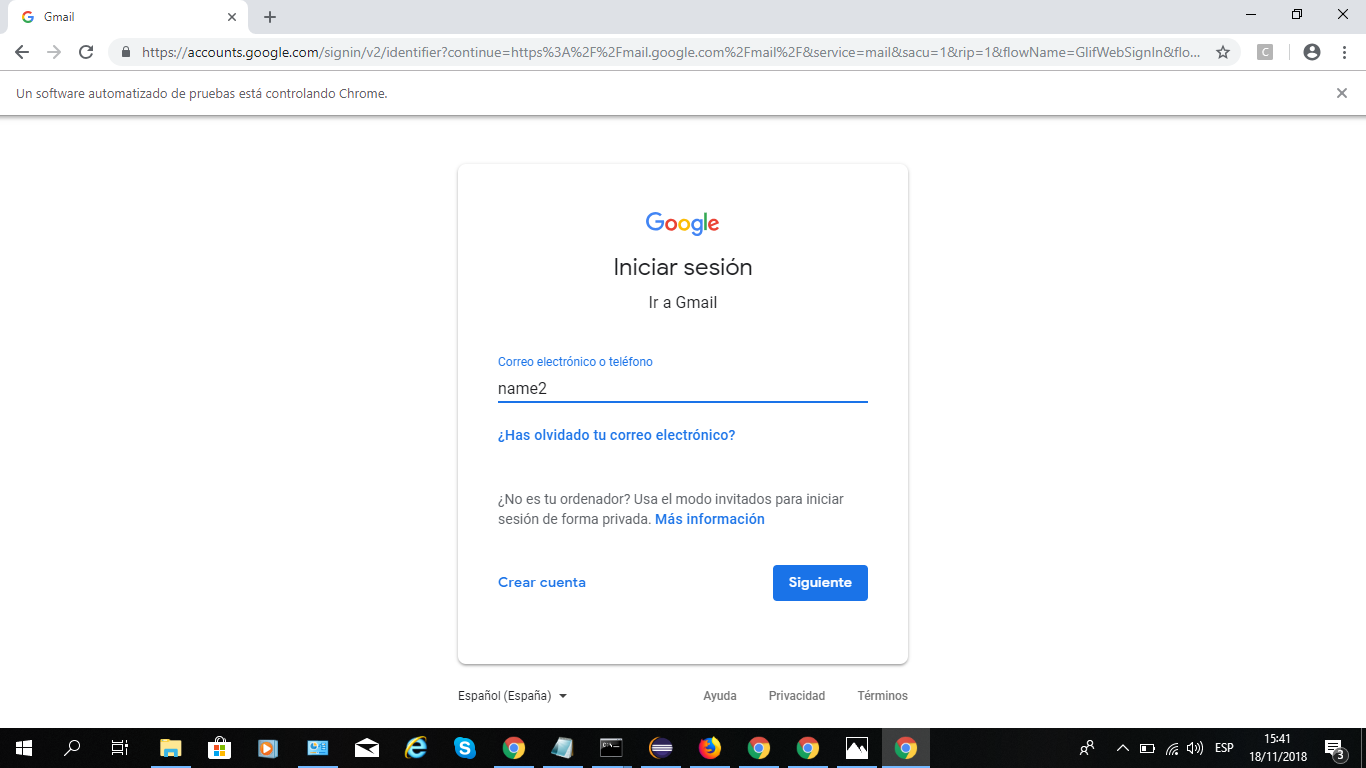 Gmail
https://accounts.google.com/signin/v2/identifier?continue=https%3A%2F%2Fmail.google.com%2Fmail%2F&service=mail&sacu=1&rip=1&flowName=GlifWebSignIn&flo...
C
Un software automatizado de pruebas está controlando Chrome.
Google
Iniciar sesión
Ir a Gmail
Correo electrónico o teléfono
name2
¿Has olvidado tu correo electrónico?
¿No es tu ordenador? Usa el modo invitados para iniciar
sesión de forma privada. Más información
Crear cuenta
Siguiente
Español (España)
Ayuda Privacidad Términos
ESP
15:41
18/11/2018
3